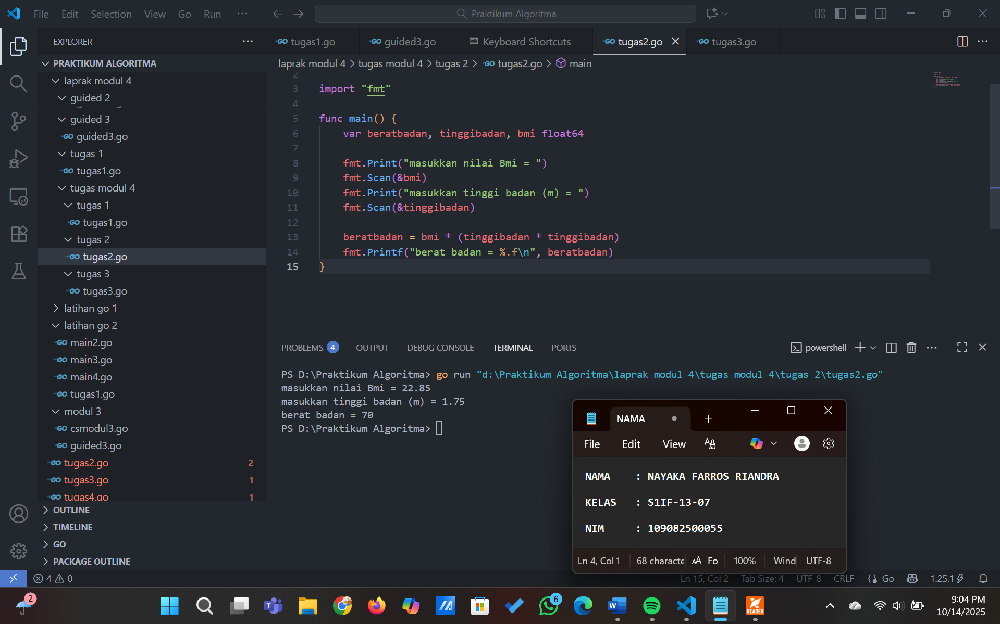 File Edit Selection View Go Run ...
Praktikum Algoritma
EXPLORER
PRAKTIKUM ALGORITMA
laprak modul 4
guided 2
guided 3
guided3.go
tugas 1
tugas1.go
tugas modul 4
tugas 1
tugas1.go
tugas 2
tugas2.go
tugas 3
tugas3.go
latihan go 1
latihan go 2
main2.go
main3.go
main4.go
tugas1.go
modul 3
csmodul3.go
guided3.go
tugas2.go 2
tugas3.go 1
tugas4.go 1
OUTLINE
TIMELINE
GO
PACKAGE OUTLINE
tugas1.go guided3.go Keyboard Shortcuts tugas2.go tugas3.go
laprak modul 4 > tugas modul 4 > tugas 2 > tugas2.go > main
2
3 import "fmt"
4
5 func main() {
6 var beratbadan, tinggibadan, bmi float64
7
8 fmt.Print("masukkan nilai Bmi = ")
9 fmt.Scan(&bmi)
10 fmt.Print("masukkan tinggi badan (m) = ")
11 fmt.Scan(&tinggibadan)
12
13 beratbadan = bmi * (tinggibadan * tinggibadan)
14 fmt.Printf("berat badan = %.f\n", beratbadan)
15 }
PROBLEMS 4 OUTPUT DEBUG CONSOLE TERMINAL PORTS
powershell
PS D:\Praktikum Algoritma> go run "d:\Praktikum Algoritma\laprak modul 4\tugas modul 4\tugas 2\tugas2.go"
masukkan nilai Bmi = 22.85
masukkan tinggi badan (m) = 1.75
berat badan = 70
PS D:\Praktikum Algoritma>
NAMA
File Edit View
NAMA : NAYAKA FARROS RIANDRA
KELAS : S1IF-13-07
NIM : 109082500055
Ln 4, Col 1 68 characte For 100% Wind UTF-8
4 0
Ln 15, Col 2 Tab Size: 4 UTF-8 CRLF Go 1.25.1
2
6
READER
9:04 PM
10/14/2025